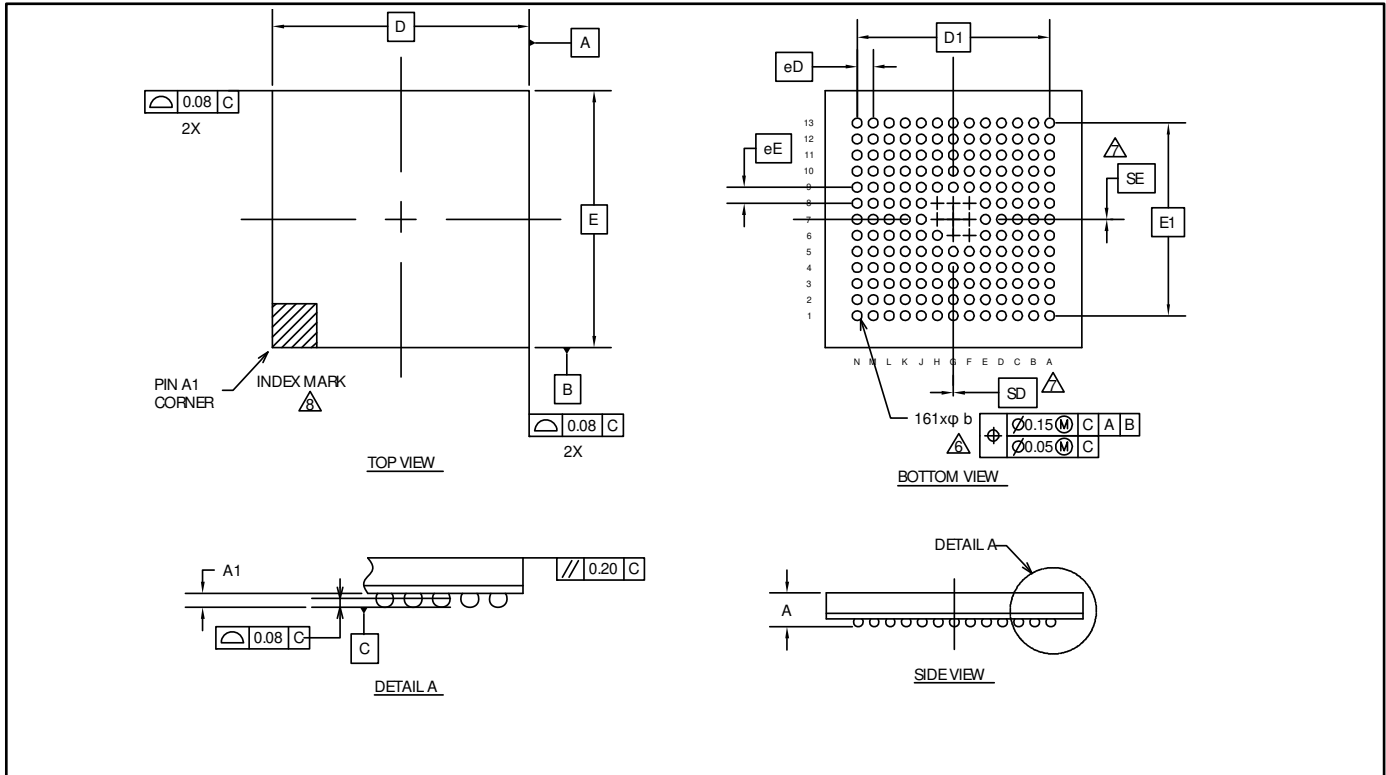 D
A
0.08 C
2X
E
PIN A1
CORNER
INDEX MARK
8
B
0.08 C
2X
TOP VIEW
D1
eD
eE
13
12
11
10
9
8
7
6
5
4
3
2
1
7
SE
E1
N M L K J H G F E D C B A
SD
7
161xφ b
6
⌀0.15 Ⓜ C A B
⌀0.05 Ⓜ C
BOTTOM VIEW
A1
// 0.20 C
0.08 C
C
DETAIL A
DETAIL A
A
SIDE VIEW